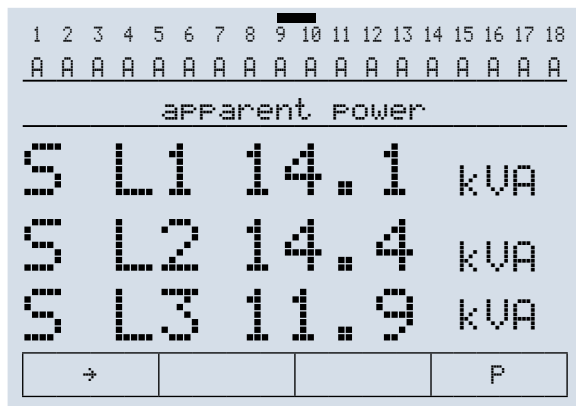 1 2 3 4 5 6 7 8 9 10 11 12 13 14 15 16 17 18
A A A A A A A A A A A A A A A A A A
apparent power
S L1 14.1 kVA
S L2 14.4 kVA
S L3 11.9 kVA
→ P